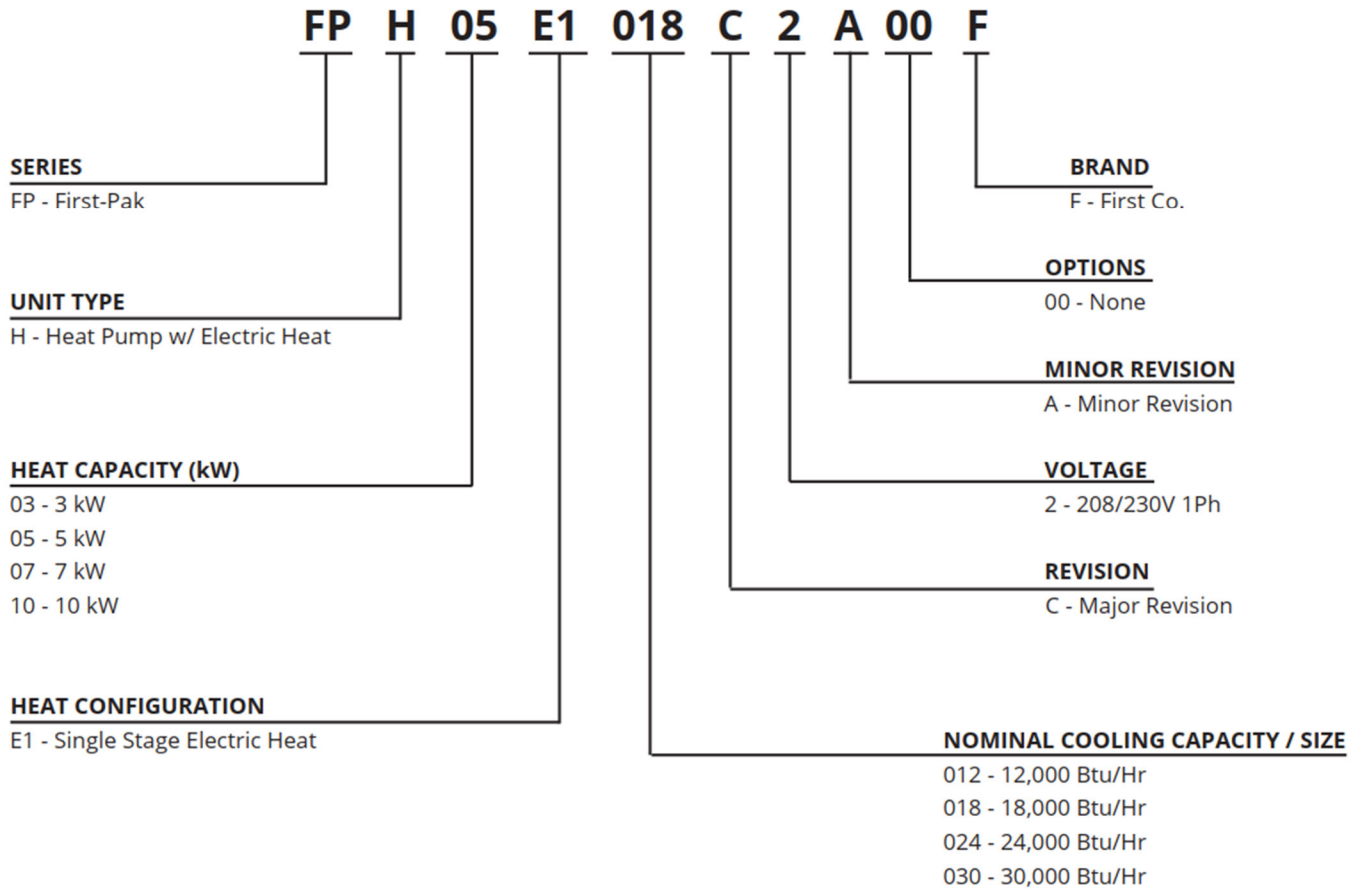 FP H 05 E1 018 C 2 A 00 F
SERIES
FP - First-Pak
UNIT TYPE
H - Heat Pump w/ Electric Heat
HEAT CAPACITY (kW)
03 - 3 kW
05 - 5 kW
07 - 7 kW
10 - 10 kW
HEAT CONFIGURATION
E1 - Single Stage Electric Heat
BRAND
F - First Co.
OPTIONS
00 - None
MINOR REVISION
A - Minor Revision
VOLTAGE
2 - 208/230V 1Ph
REVISION
C - Major Revision
NOMINAL COOLING CAPACITY / SIZE
012 - 12,000 Btu/Hr
018 - 18,000 Btu/Hr
024 - 24,000 Btu/Hr
030 - 30,000 Btu/Hr